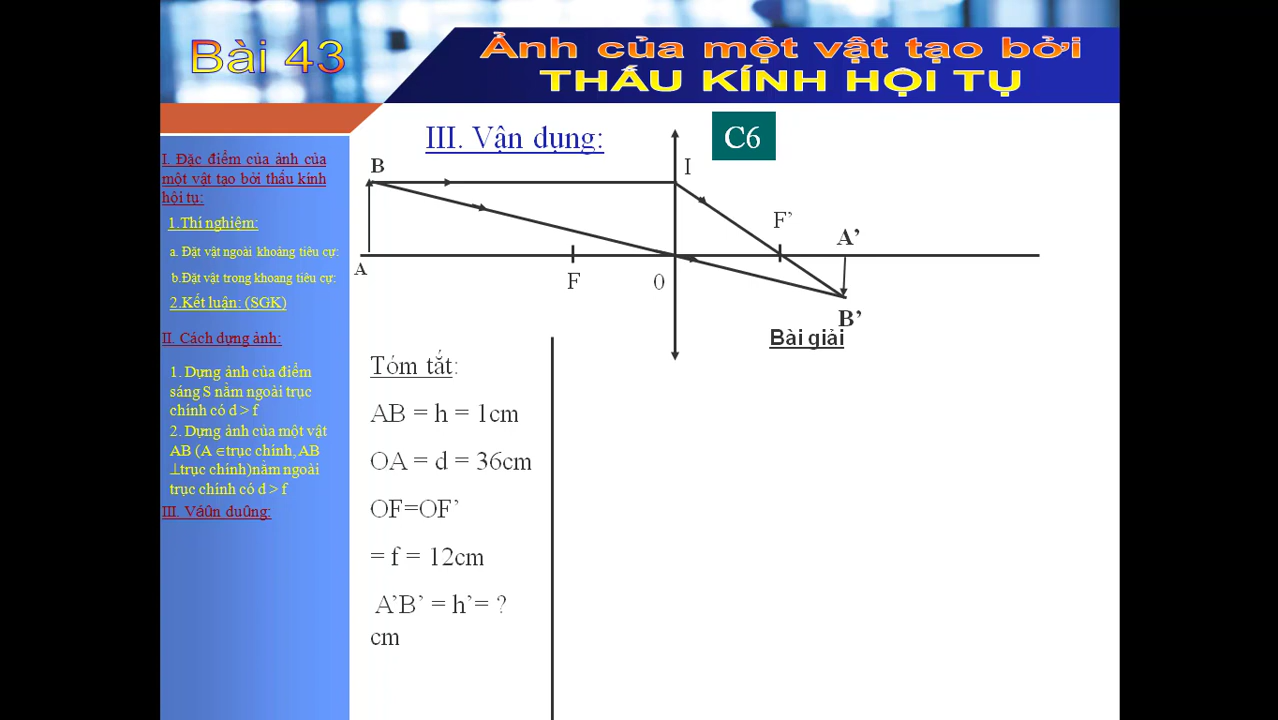 Bài 43
Ảnh của một vật tạo bởi
THẤU KÍNH HỘI TỤ
I. Đặc điểm của ảnh của
một vật tạo bởi thấu kính
hội tụ:
1.Thí nghiệm:
a. Đặt vật ngoài khoảng tiêu cự:
b.Đặt vật trong khoang tiêu cự:
2.Kết luận: (SGK)
II. Cách dựng ảnh:
1. Dựng ảnh của điểm
sáng S nằm ngoài trục
chính có d > f
2. Dựng ảnh của một vật
AB (A ∈trục chính, AB
⊥trục chính)nằm ngoài
trục chính có d > f
III. Váûn duûng:
III. Vận dụng:
C6
B
I
F’
A’
A
F
0
B’
Bài giải
Tóm tắt:
AB = h = 1cm
OA = d = 36cm
OF=OF’
= f = 12cm
A’B’ = h’= ?
cm